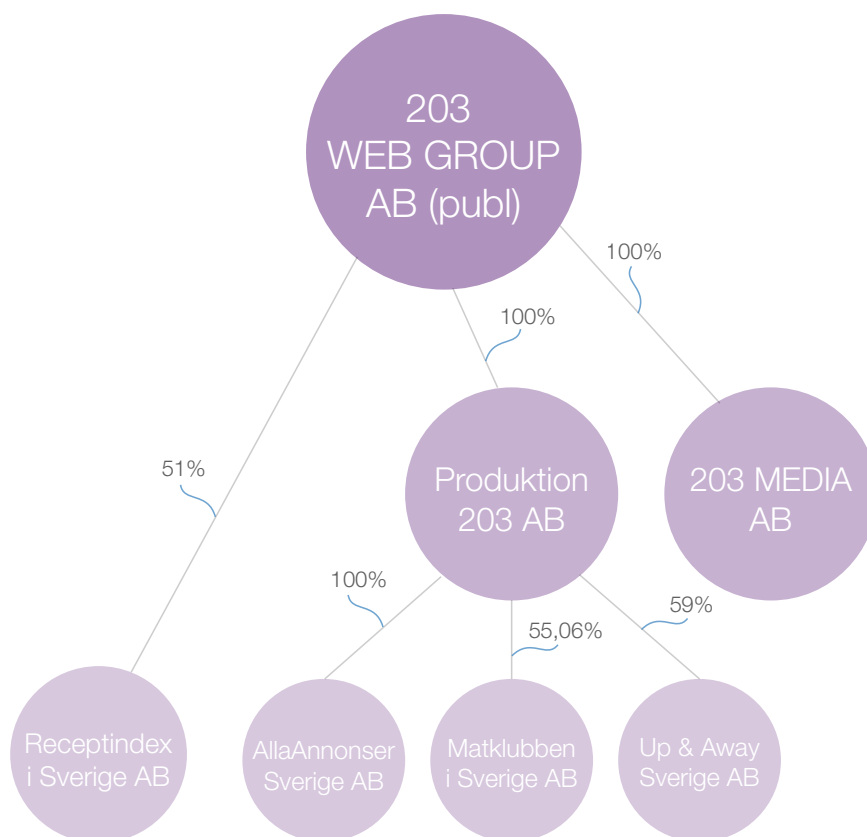 203
WEB GROUP
AB (publ)
100%
100%
51%
Produktion
203 AB
203 MEDIA
AB
100%
55,06%
59%
Receptindex
i Sverige AB
AllaAnnonser
Sverige AB
Matklubben
i Sverige AB
Up & Away
Sverige AB